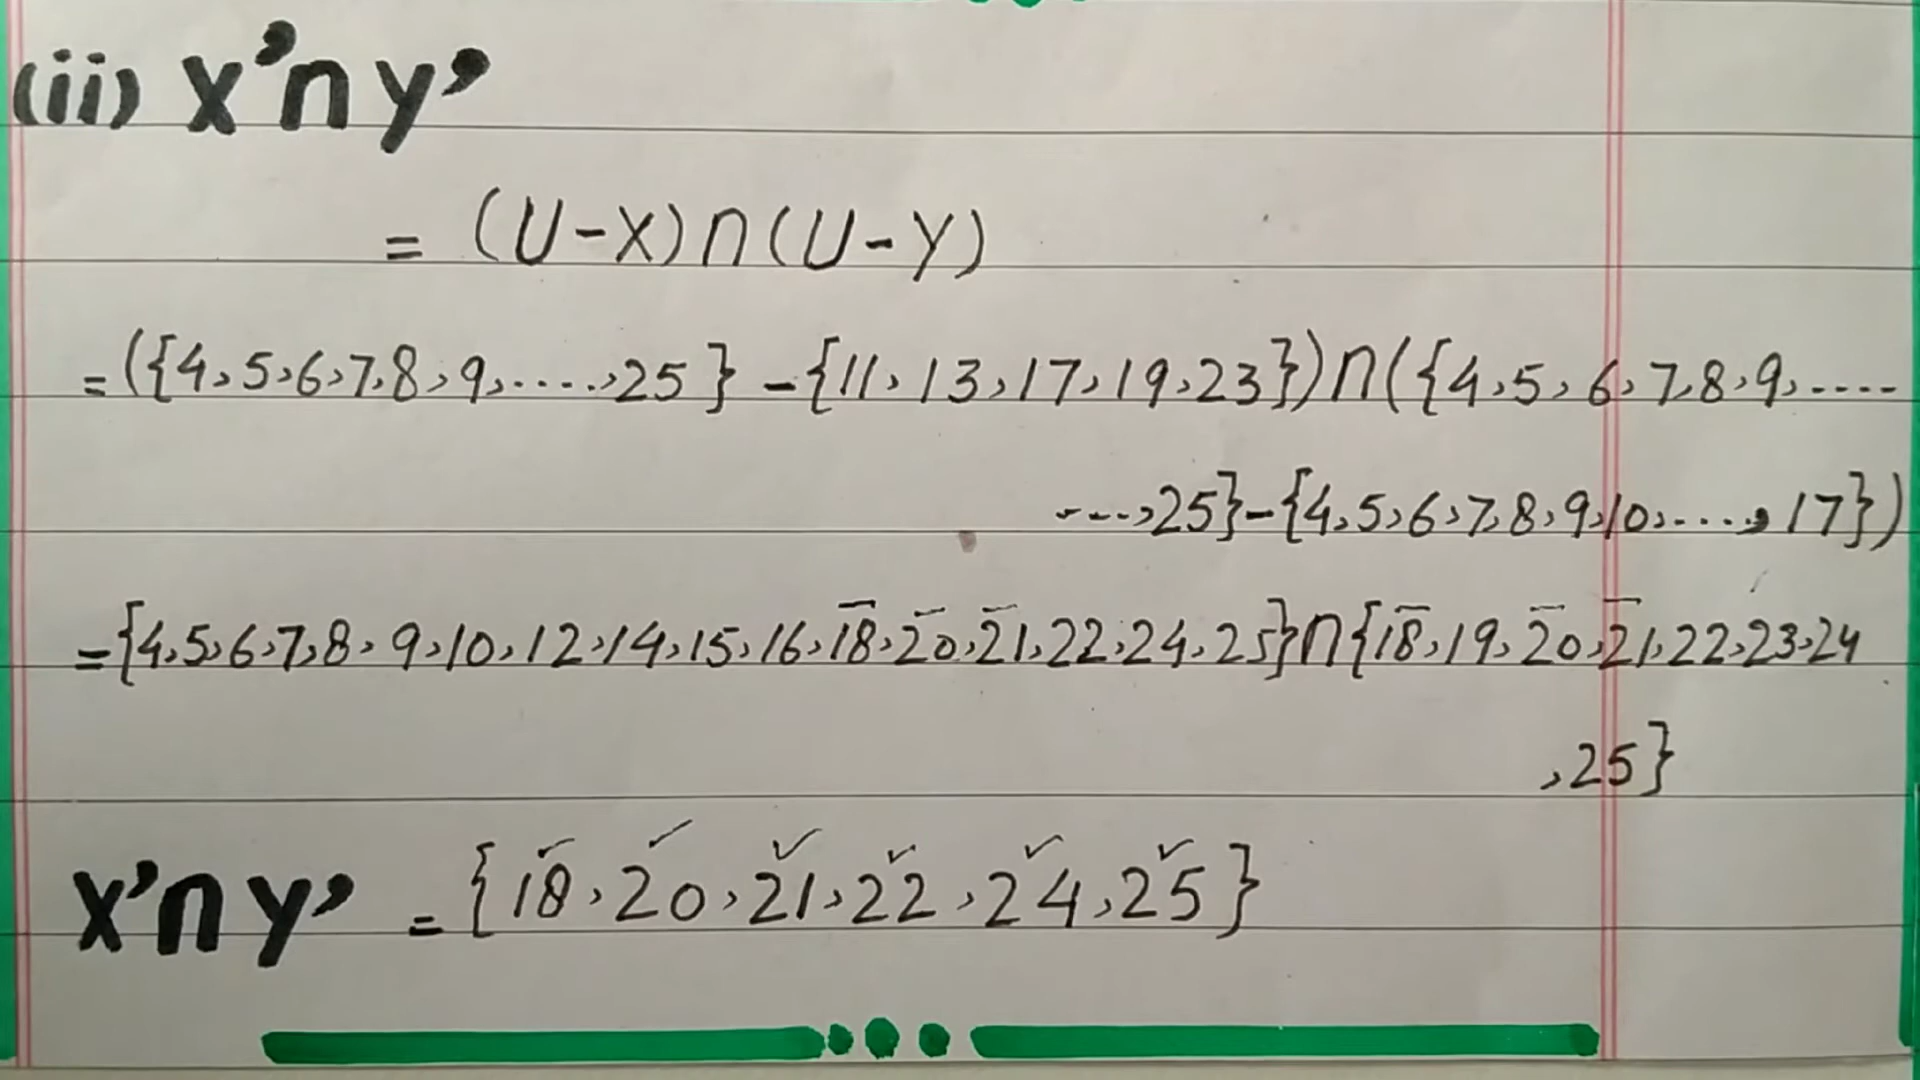 (ii) X'∩Y'
= (U-X)∩(U-Y)
= ({4,5,6,7,8,9,....,25} - {11,13,17,19,23})∩({4,5,6,7,8,9,....
....,25}-{4,5,6,7,8,9,10,....,17})
= {4,5,6,7,8,9,10,12,14,15,16,18,20,21,22,24,25}∩{18,19,20,21,22,23,24
,25}
X'∩Y' = {18,20,21,22,24,25}